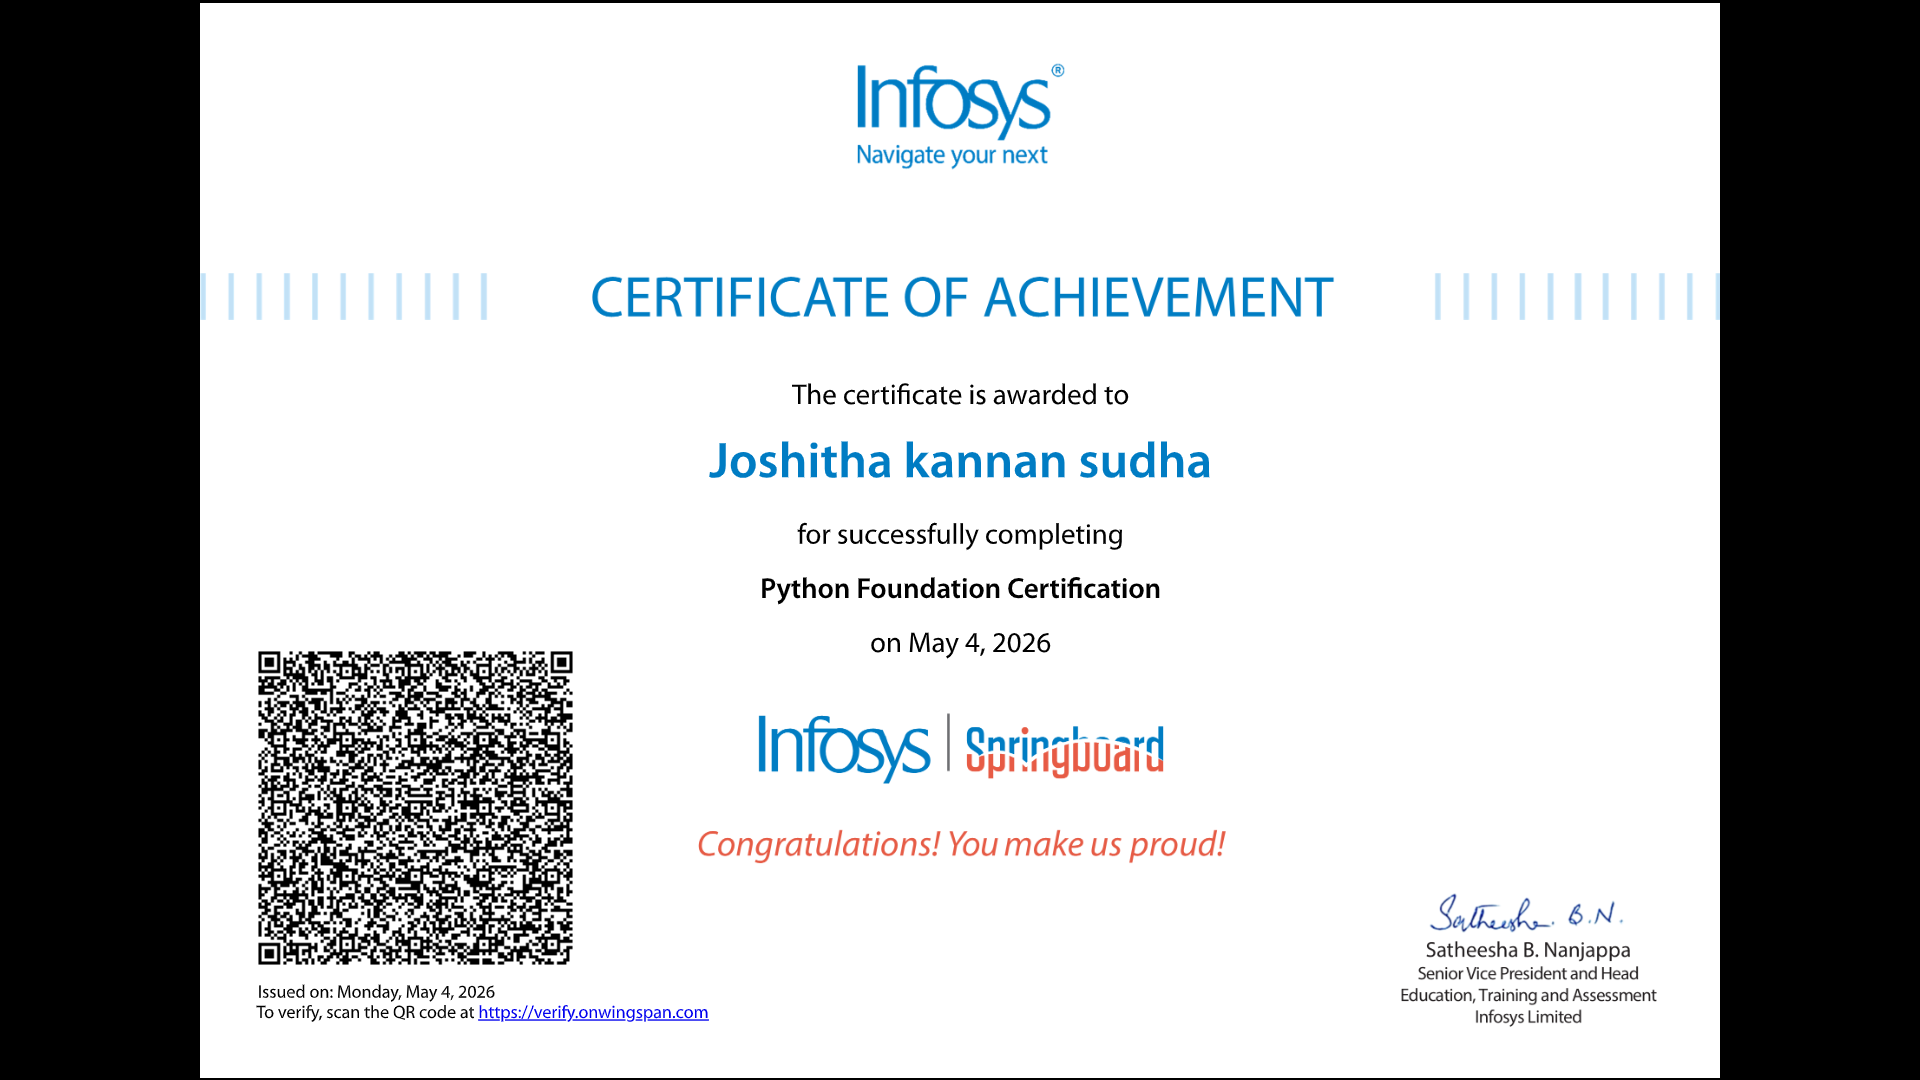 Infosys®
Navigate your next
CERTIFICATE OF ACHIEVEMENT
The certificate is awarded to
Joshitha kannan sudha
for successfully completing
Python Foundation Certification
on May 4, 2026
Infosys | Springboard
Congratulations! You make us proud!
Satheesha B.N.
Satheesha B. Nanjappa
Senior Vice President and Head
Education, Training and Assessment
Infosys Limited
Issued on: Monday, May 4, 2026
To verify, scan the QR code at https://verify.onwingspan.com